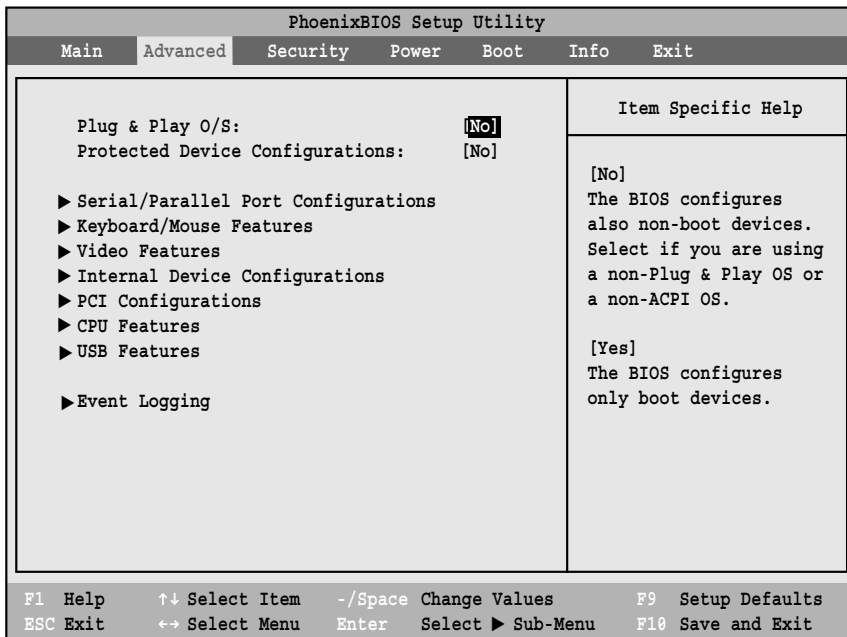 PhoenixBIOS Setup Utility
Main Advanced Security Power Boot Info Exit
Plug & Play O/S: [No]
Protected Device Configurations: [No]
▶ Serial/Parallel Port Configurations
▶ Keyboard/Mouse Features
▶ Video Features
▶ Internal Device Configurations
▶ PCI Configurations
▶ CPU Features
▶ USB Features
▶ Event Logging
Item Specific Help
[No]
The BIOS configures
also non-boot devices.
Select if you are using
a non-Plug & Play OS or
a non-ACPI OS.
[Yes]
The BIOS configures
only boot devices.
F1 Help ↑↓ Select Item -/Space Change Values F9 Setup Defaults
ESC Exit ←→ Select Menu Enter Select ▶ Sub-Menu F10 Save and Exit